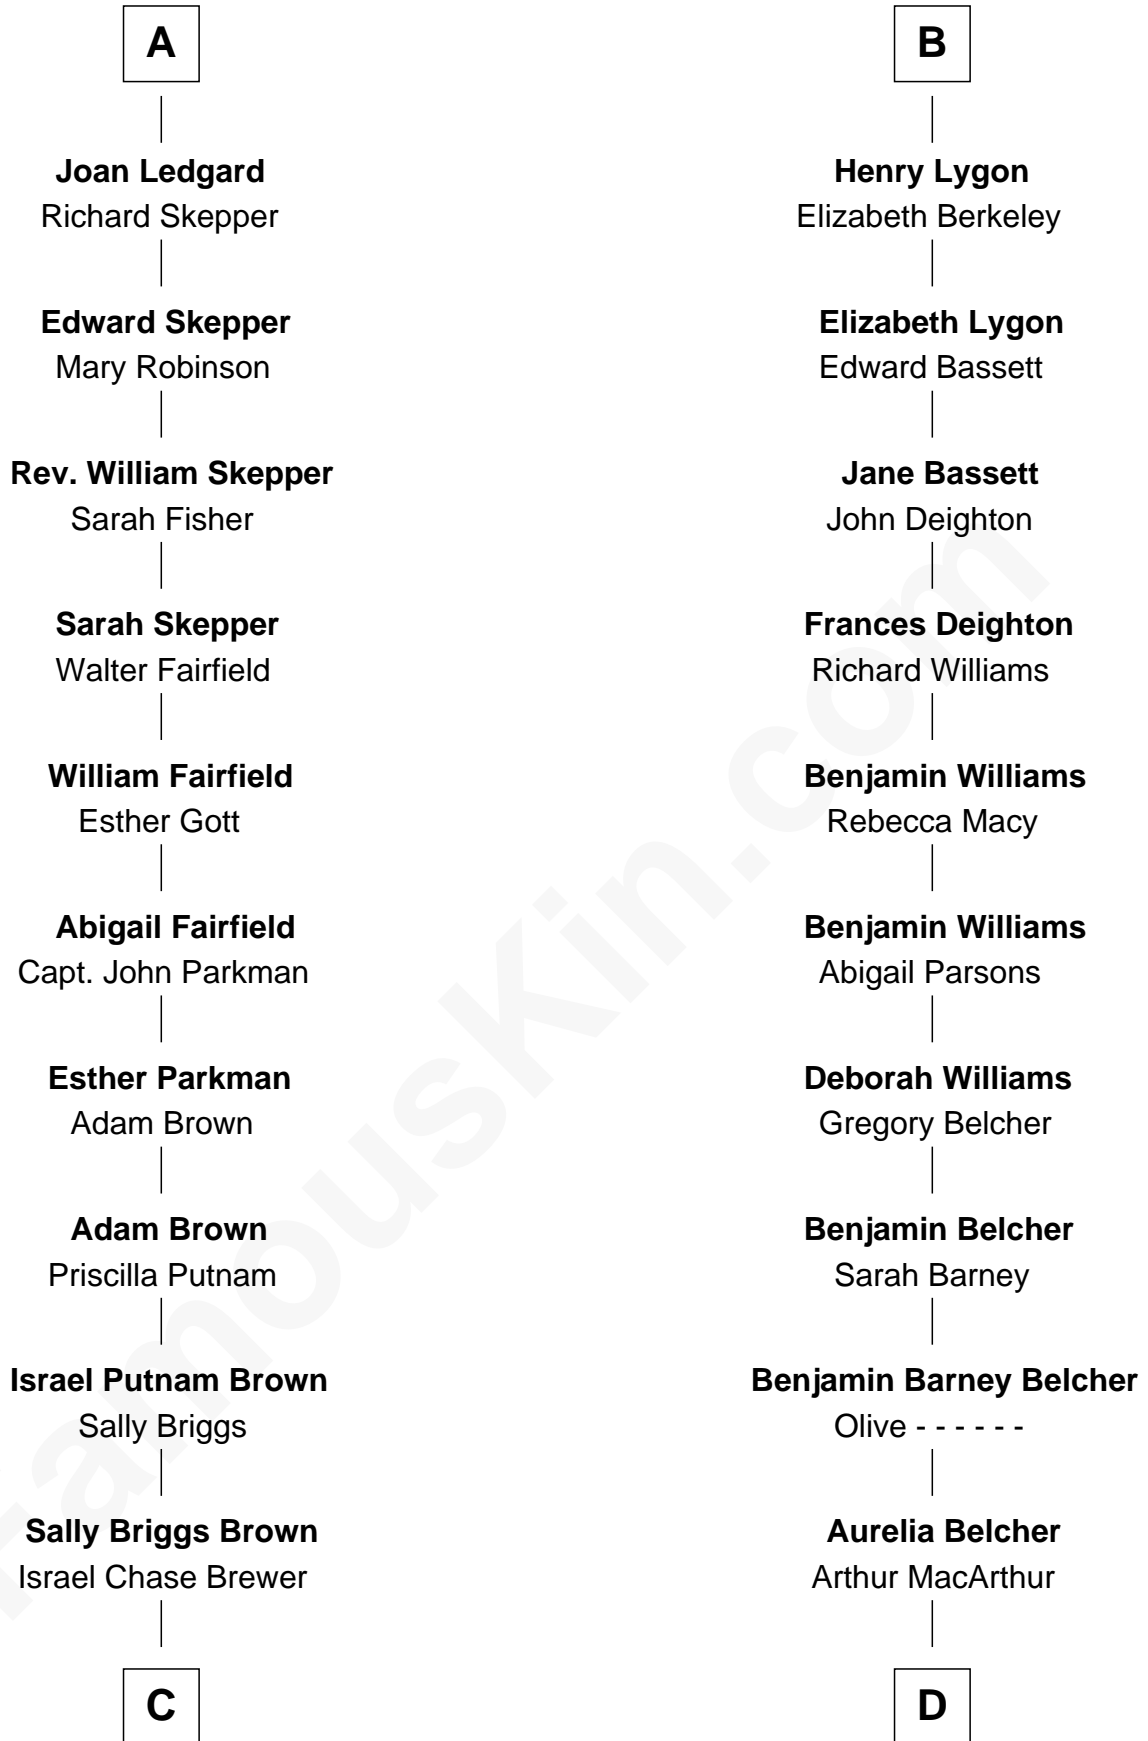 A
Joan Ledgard
Richard Skepper
Edward Skepper
Mary Robinson
Rev. William Skepper
Sarah Fisher
Sarah Skepper
Walter Fairfield
William Fairfield
Esther Gott
Abigail Fairfield
Capt. John Parkman
Esther Parkman
Adam Brown
Adam Brown
Priscilla Putnam
Israel Putnam Brown
Sally Briggs
Sally Briggs Brown
Israel Chase Brewer
C
B
Henry Lygon
Elizabeth Berkeley
Elizabeth Lygon
Edward Bassett
Jane Bassett
John Deighton
Frances Deighton
Richard Williams
Benjamin Williams
Rebecca Macy
Benjamin Williams
Abigail Parsons
Deborah Williams
Gregory Belcher
Benjamin Belcher
Sarah Barney
Benjamin Barney Belcher
Olive - - - - - -
Aurelia Belcher
Arthur MacArthur
D
FamousKin.com